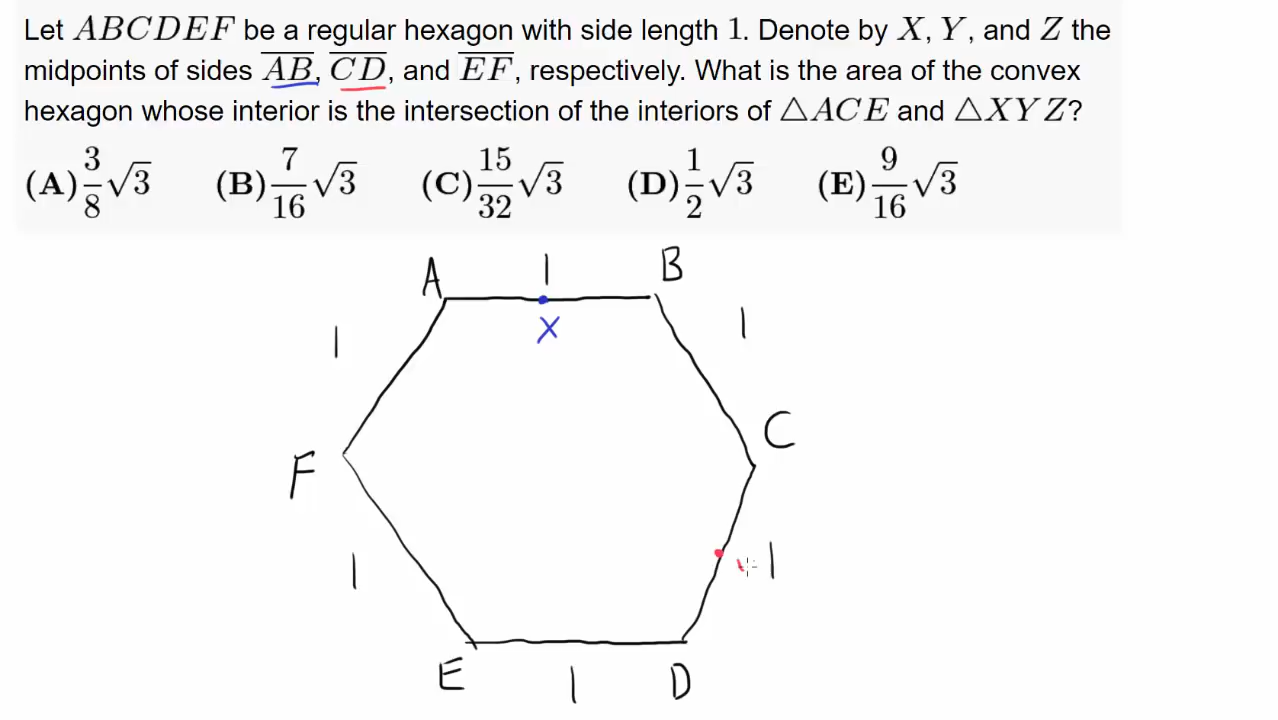 Let ABCDEF be a regular hexagon with side length 1. Denote by X, Y, and Z the
midpoints of sides A̅B̅, C̅D̅, and E̅F̅, respectively. What is the area of the convex
hexagon whose interior is the intersection of the interiors of △ACE and △XYZ?
(A) 3/8 √3 (B) 7/16 √3 (C) 15/32 √3 (D) 1/2 √3 (E) 9/16 √3
A 1 B
X
1 1
C
F
1 1
E 1 D